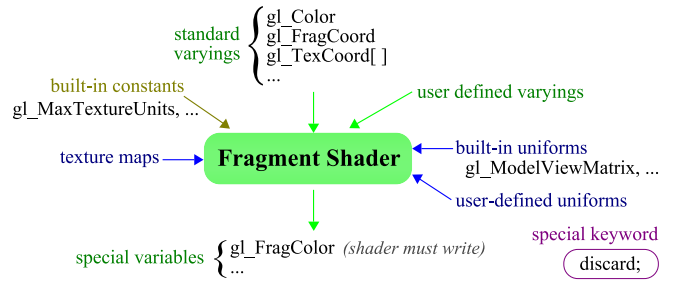 standard
varyings
gl_Color
gl_FragCoord
gl_TexCoord[ ]
...
built-in constants
gl_MaxTextureUnits, ...
user defined varyings
texture maps
Fragment Shader
built-in uniforms
gl_ModelViewMatrix, ...
user-defined uniforms
special variables
gl_FragColor (shader must write)
...
special keyword
discard;